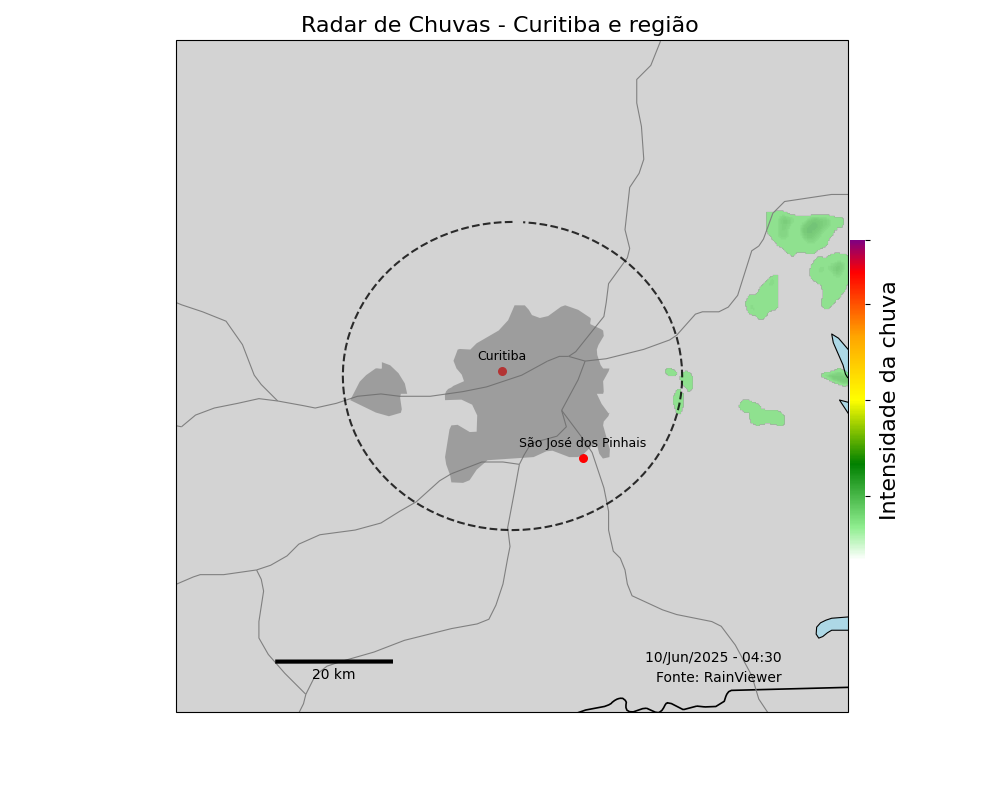 Radar de Chuvas - Curitiba e região
Curitiba
São José dos Pinhais
Intensidade da chuva
10/Jun/2025 - 04:30
Fonte: RainViewer
20 km